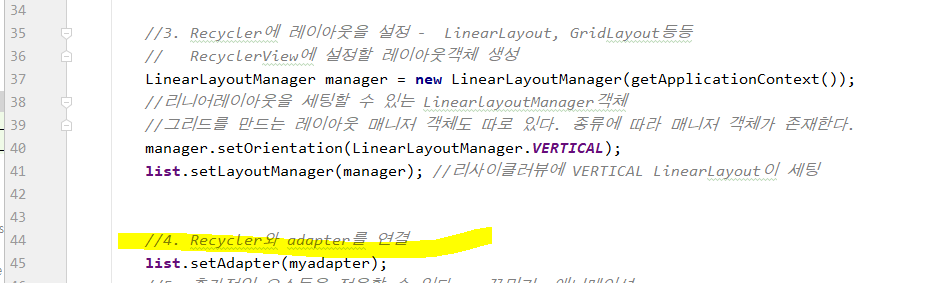 34
35 //3. Recycler에 레이아웃을 설정 - LinearLayout, GridLayout등등
36 // RecyclerView에 설정할 레이아웃객체 생성
37 LinearLayoutManager manager = new LinearLayoutManager(getApplicationContext());
38 //리니어레이아웃을 세팅할 수 있는 LinearlayoutManager객체
39 //그리드를 만드는 레이아웃 매니저 객체도 따로 있다. 종류에 따라 매니저 객체가 존재한다.
40 manager.setOrientation(LinearLayoutManager.VERTICAL);
41 list.setLayoutManager(manager); //리사이클러뷰에 VERTICAL LinearLayout이 세팅
42
43
44 //4. Recycler와 adapter를 연결
45 list.setAdapter(myadapter);